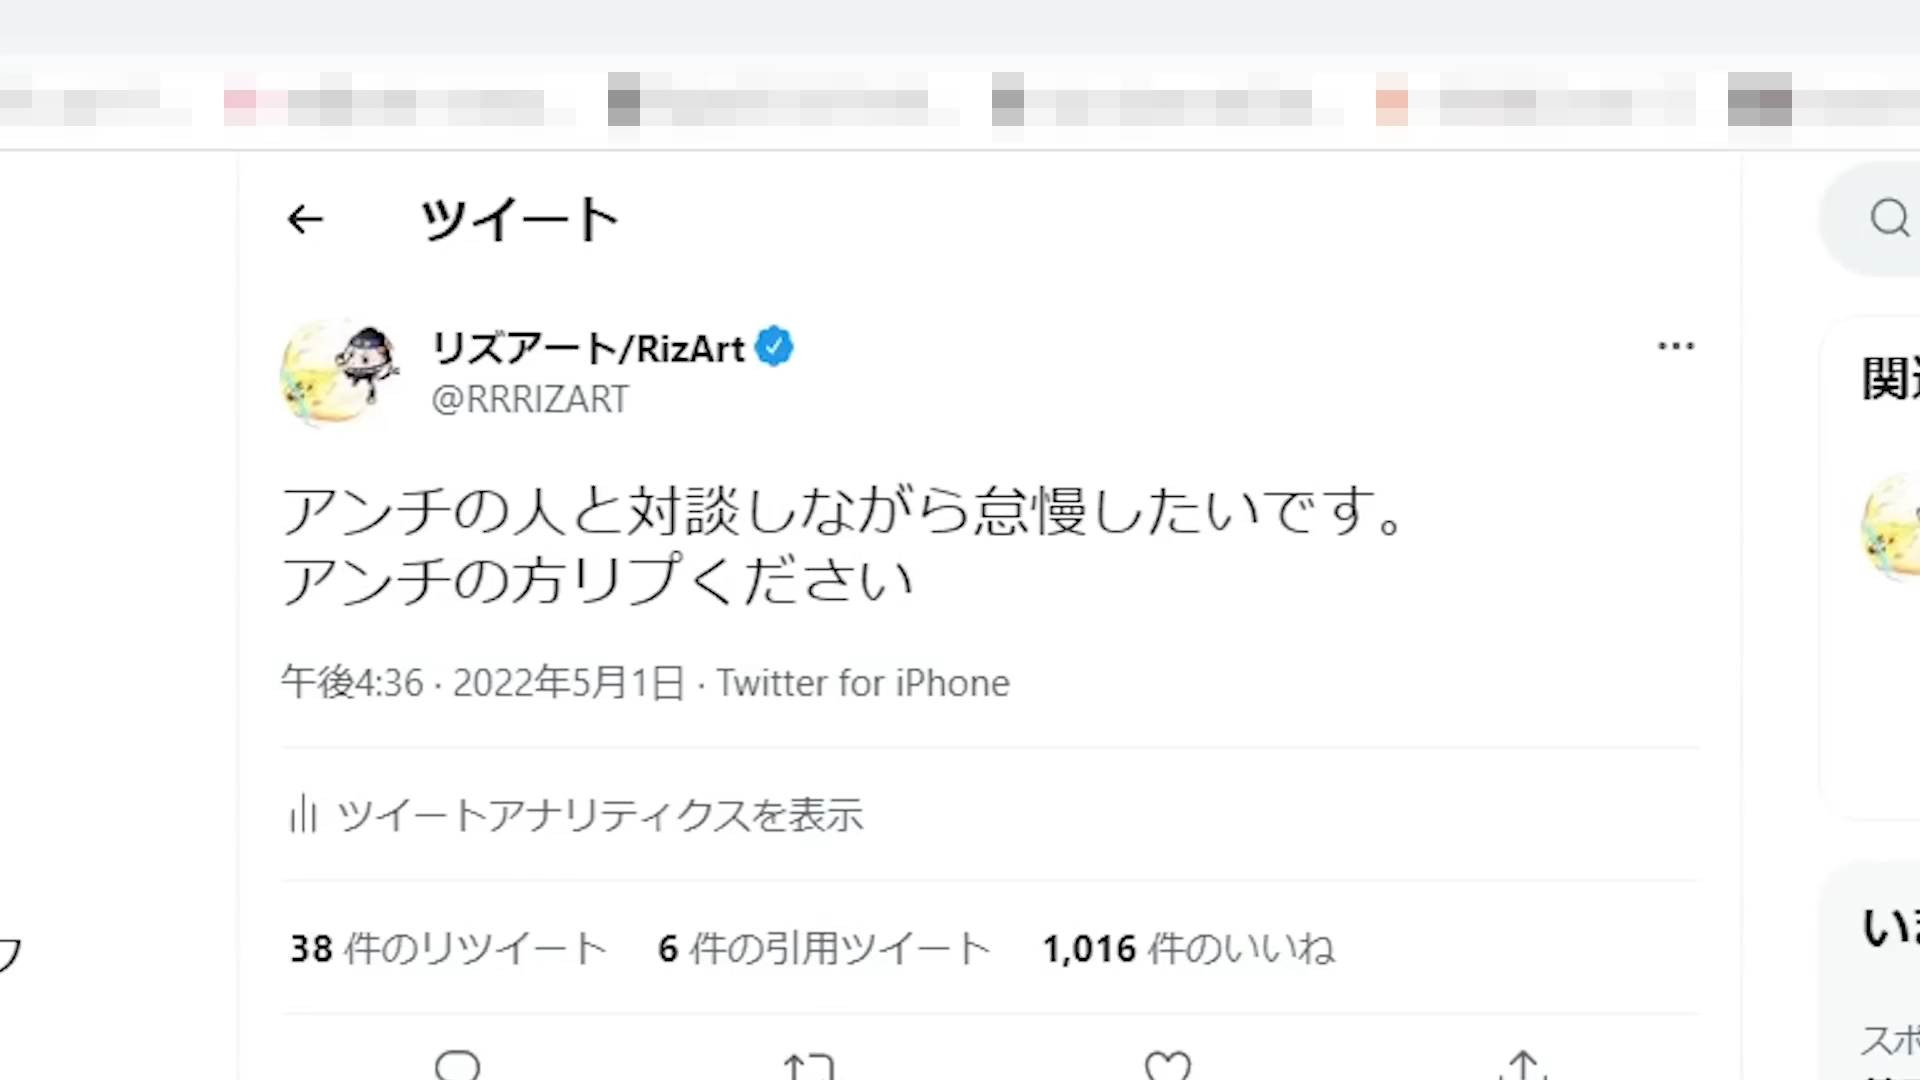 ツイート
リズアート/RizArt
@RRRIZART
アンチの人と対談しながら怠慢したいです。
アンチの方リプください
午後4:36 · 2022年5月1日 · Twitter for iPhone
ツイートアナリティクスを表示
38 件のリツイート 6 件の引用ツイート 1,016 件のいいね